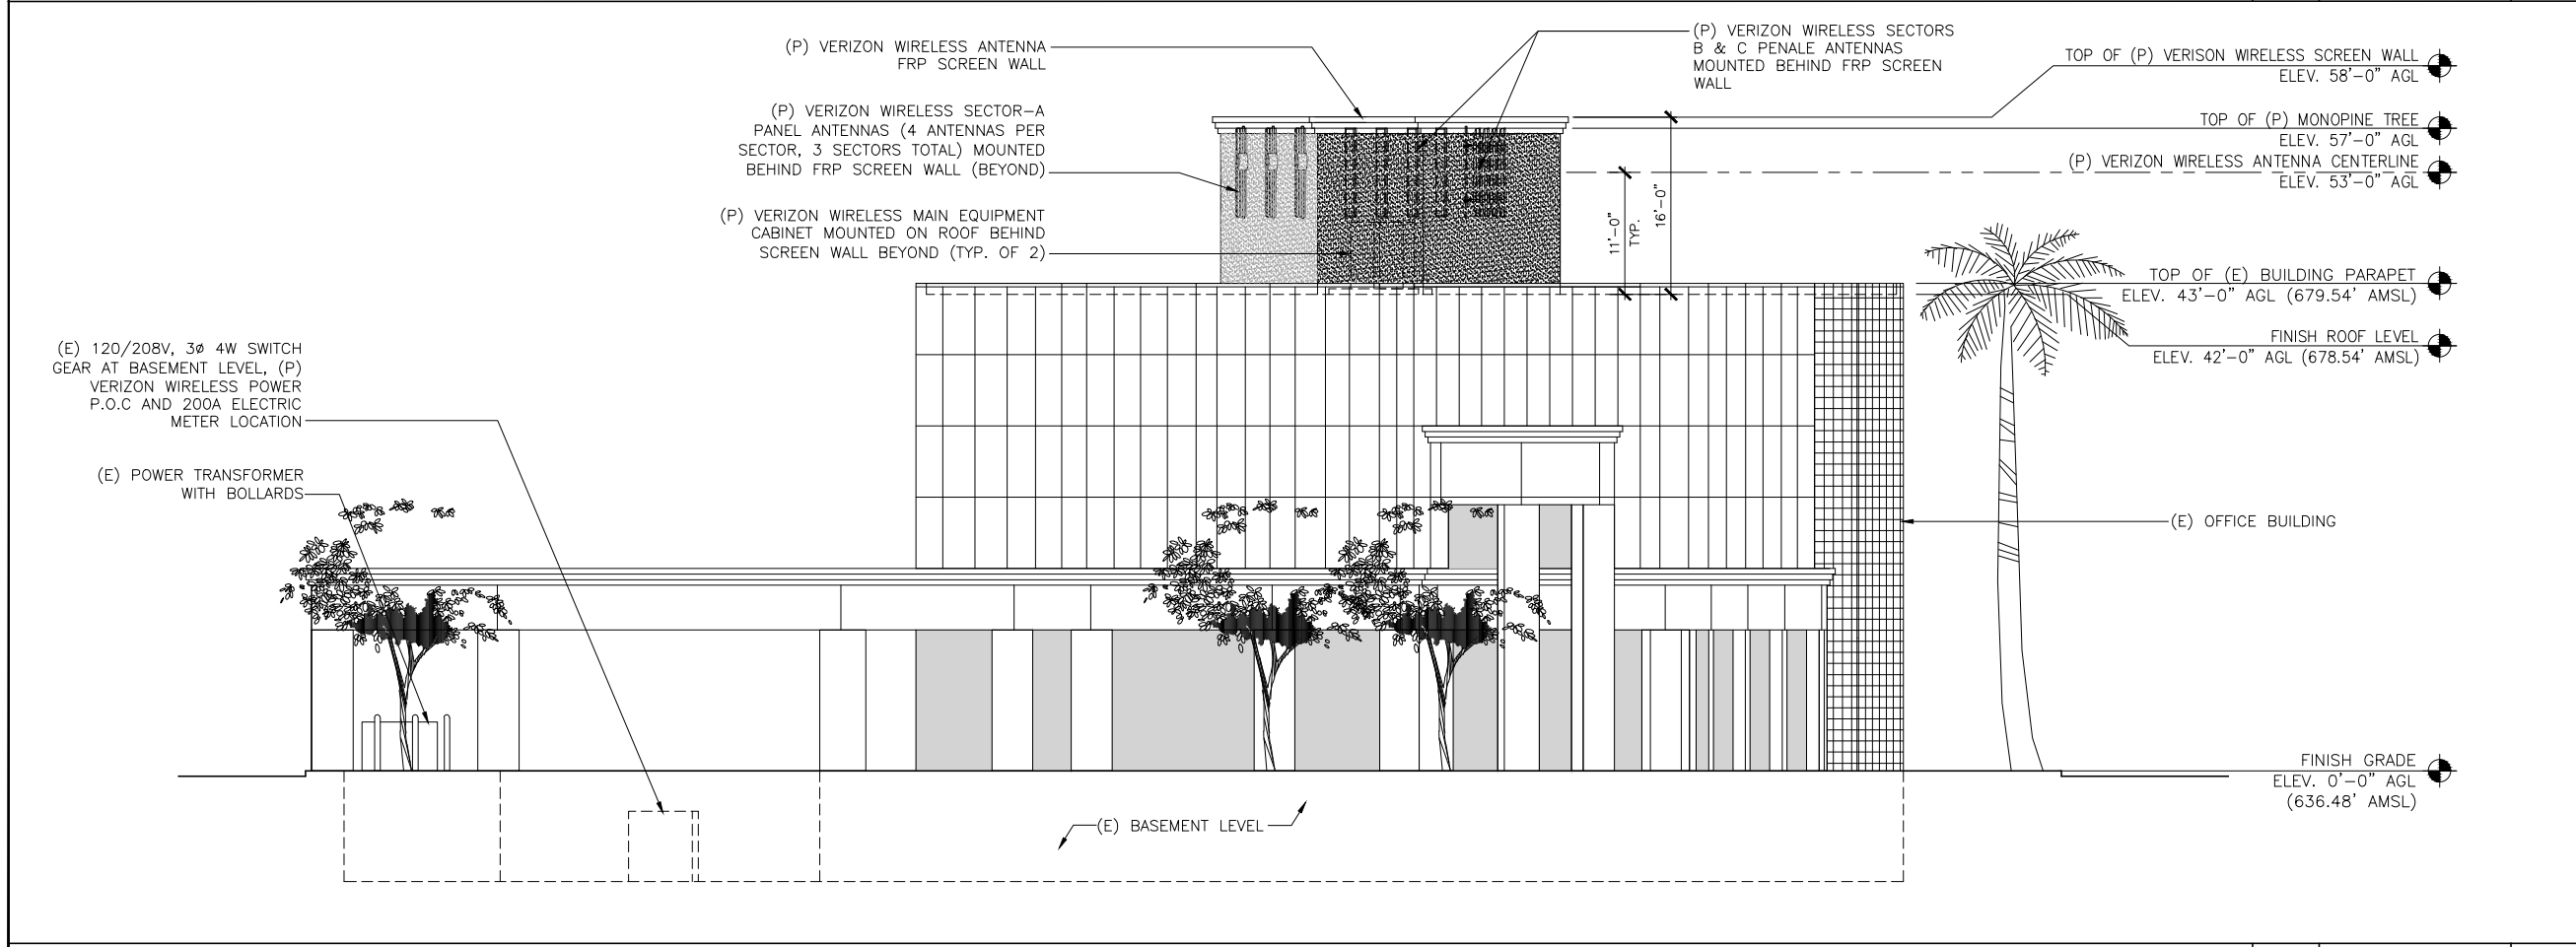 (P) VERIZON WIRELESS ANTENNA
FRP SCREEN WALL
(P) VERIZON WIRELESS SECTOR-A
PANEL ANTENNAS (4 ANTENNAS PER
SECTOR, 3 SECTORS TOTAL) MOUNTED
BEHIND FRP SCREEN WALL (BEYOND)
(P) VERIZON WIRELESS MAIN EQUIPMENT
CABINET MOUNTED ON ROOF BEHIND
SCREEN WALL BEYOND (TYP. OF 2)
(P) VERIZON WIRELESS SECTORS
B & C PENALE ANTENNAS
MOUNTED BEHIND FRP SCREEN
WALL
TOP OF (P) VERISON WIRELESS SCREEN WALL
ELEV. 58'-0" AGL
TOP OF (P) MONOPINE TREE
ELEV. 57'-0" AGL
(P) VERIZON WIRELESS ANTENNA CENTERLINE
ELEV. 53'-0" AGL
11'-0"
TYP.
16'-0"
TOP OF (E) BUILDING PARAPET
ELEV. 43'-0" AGL (679.54' AMSL)
FINISH ROOF LEVEL
ELEV. 42'-0" AGL (678.54' AMSL)
(E) 120/208V, 3ø 4W SWITCH
GEAR AT BASEMENT LEVEL, (P)
VERIZON WIRELESS POWER
P.O.C AND 200A ELECTRIC
METER LOCATION
(E) POWER TRANSFORMER
WITH BOLLARDS
(E) OFFICE BUILDING
FINISH GRADE
ELEV. 0'-0" AGL
(636.48' AMSL)
(E) BASEMENT LEVEL